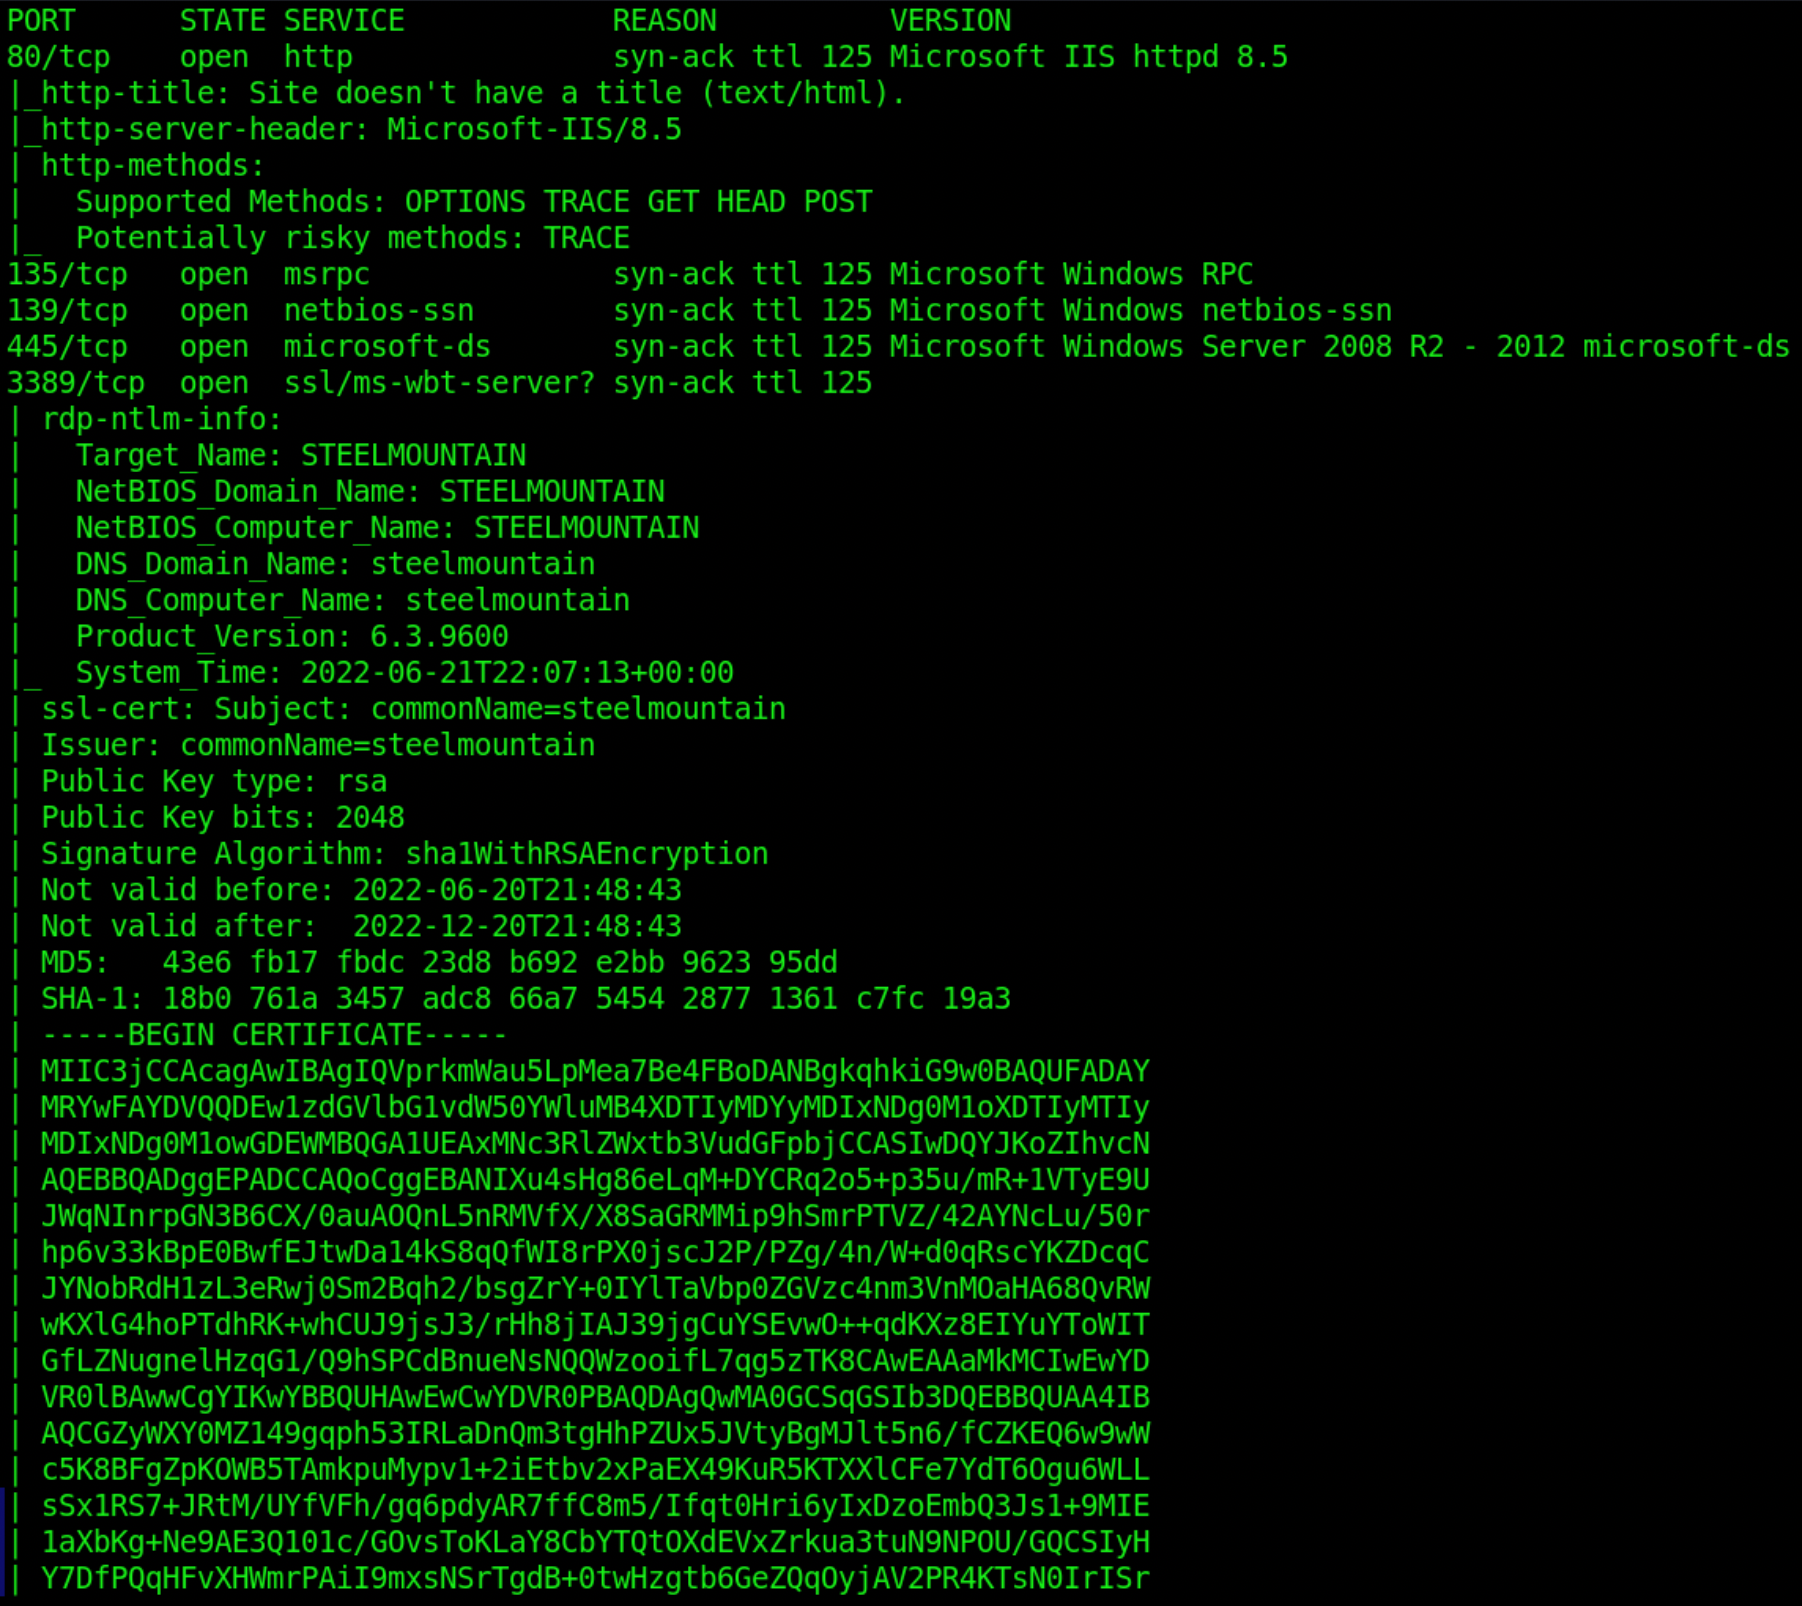 PORT      STATE SERVICE            REASON          VERSION
80/tcp    open  http               syn-ack ttl 125 Microsoft IIS httpd 8.5
|_http-title: Site doesn't have a title (text/html).
|_http-server-header: Microsoft-IIS/8.5
| http-methods:
|   Supported Methods: OPTIONS TRACE GET HEAD POST
|_  Potentially risky methods: TRACE
135/tcp   open  msrpc              syn-ack ttl 125 Microsoft Windows RPC
139/tcp   open  netbios-ssn        syn-ack ttl 125 Microsoft Windows netbios-ssn
445/tcp   open  microsoft-ds       syn-ack ttl 125 Microsoft Windows Server 2008 R2 - 2012 microsoft-ds
3389/tcp  open  ssl/ms-wbt-server? syn-ack ttl 125
| rdp-ntlm-info:
|   Target_Name: STEELMOUNTAIN
|   NetBIOS_Domain_Name: STEELMOUNTAIN
|   NetBIOS_Computer_Name: STEELMOUNTAIN
|   DNS_Domain_Name: steelmountain
|   DNS_Computer_Name: steelmountain
|   Product_Version: 6.3.9600
|_  System_Time: 2022-06-21T22:07:13+00:00
| ssl-cert: Subject: commonName=steelmountain
| Issuer: commonName=steelmountain
| Public Key type: rsa
| Public Key bits: 2048
| Signature Algorithm: sha1WithRSAEncryption
| Not valid before: 2022-06-20T21:48:43
| Not valid after:  2022-12-20T21:48:43
| MD5:   43e6 fb17 fbdc 23d8 b692 e2bb 9623 95dd
| SHA-1: 18b0 761a 3457 adc8 66a7 5454 2877 1361 c7fc 19a3
| -----BEGIN CERTIFICATE-----
| MIIC3jCCAcagAwIBAgIQVprkmWau5LpMea7Be4FBoDANBgkqhkiG9w0BAQUFADAY
| MRYwFAYDVQQDEw1zdGVlbG1vdW50YWluMB4XDTIyMDYyMDIxNDg0M1oXDTIyMTIy
| MDIxNDg0M1owGDEWMBQGA1UEAxMNc3RlZWxtb3VudGFpbjCCASIwDQYJKoZIhvcN
| AQEBBQADggEPADCCAQoCggEBANIXu4sHg86eLqM+DYCRq2o5+p35u/mR+1VTyE9U
| JWqNInrpGN3B6CX/0auAOQnL5nRMVfX/X8SaGRMMip9hSmrPTVZ/42AYNcLu/50r
| hp6v33kBpE0BwfEJtwDa14kS8qQfWI8rPX0jscJ2P/PZg/4n/W+d0qRscYKZDcqC
| JYNobRdH1zL3eRwj0Sm2Bqh2/bsgZrY+0IYlTaVbp0ZGVzc4nm3VnMOaHA68QvRW
| wKXlG4hoPTdhRK+whCUJ9jsJ3/rHh8jIAJ39jgCuYSEvwO++qdKXz8EIYuYToWIT
| GfLZNugnelHzqG1/Q9hSPCdBnueNsNQQWzooifL7qg5zTK8CAwEAAaMkMCIwEwYD
| VR0lBAwwCgYIKwYBBQUHAwEwCwYDVR0PBAQDAgQwMA0GCSqGSIb3DQEBBQUAA4IB
| AQCGZyWXY0MZ149gqph53IRLaDnQm3tgHhPZUx5JVtyBgMJlt5n6/fCZKEQ6w9wW
| c5K8BFgZpKOWB5TAmkpuMypv1+2iEtbv2xPaEX49KuR5KTXXlCFe7YdT6Ogu6WLL
| sSx1RS7+JRtM/UYfVFh/gq6pdyAR7ffC8m5/Ifqt0Hri6yIxDzoEmbQ3Js1+9MIE
| 1aXbKg+Ne9AE3Q101c/GOvsToKLaY8CbYTQtOXdEVxZrkua3tuN9NPOU/GQCSIyH
| Y7DfPQqHFvXHWmrPAiI9mxsNSrTgdB+0twHzgtb6GeZQqOyjAV2PR4KTsN0IrISr